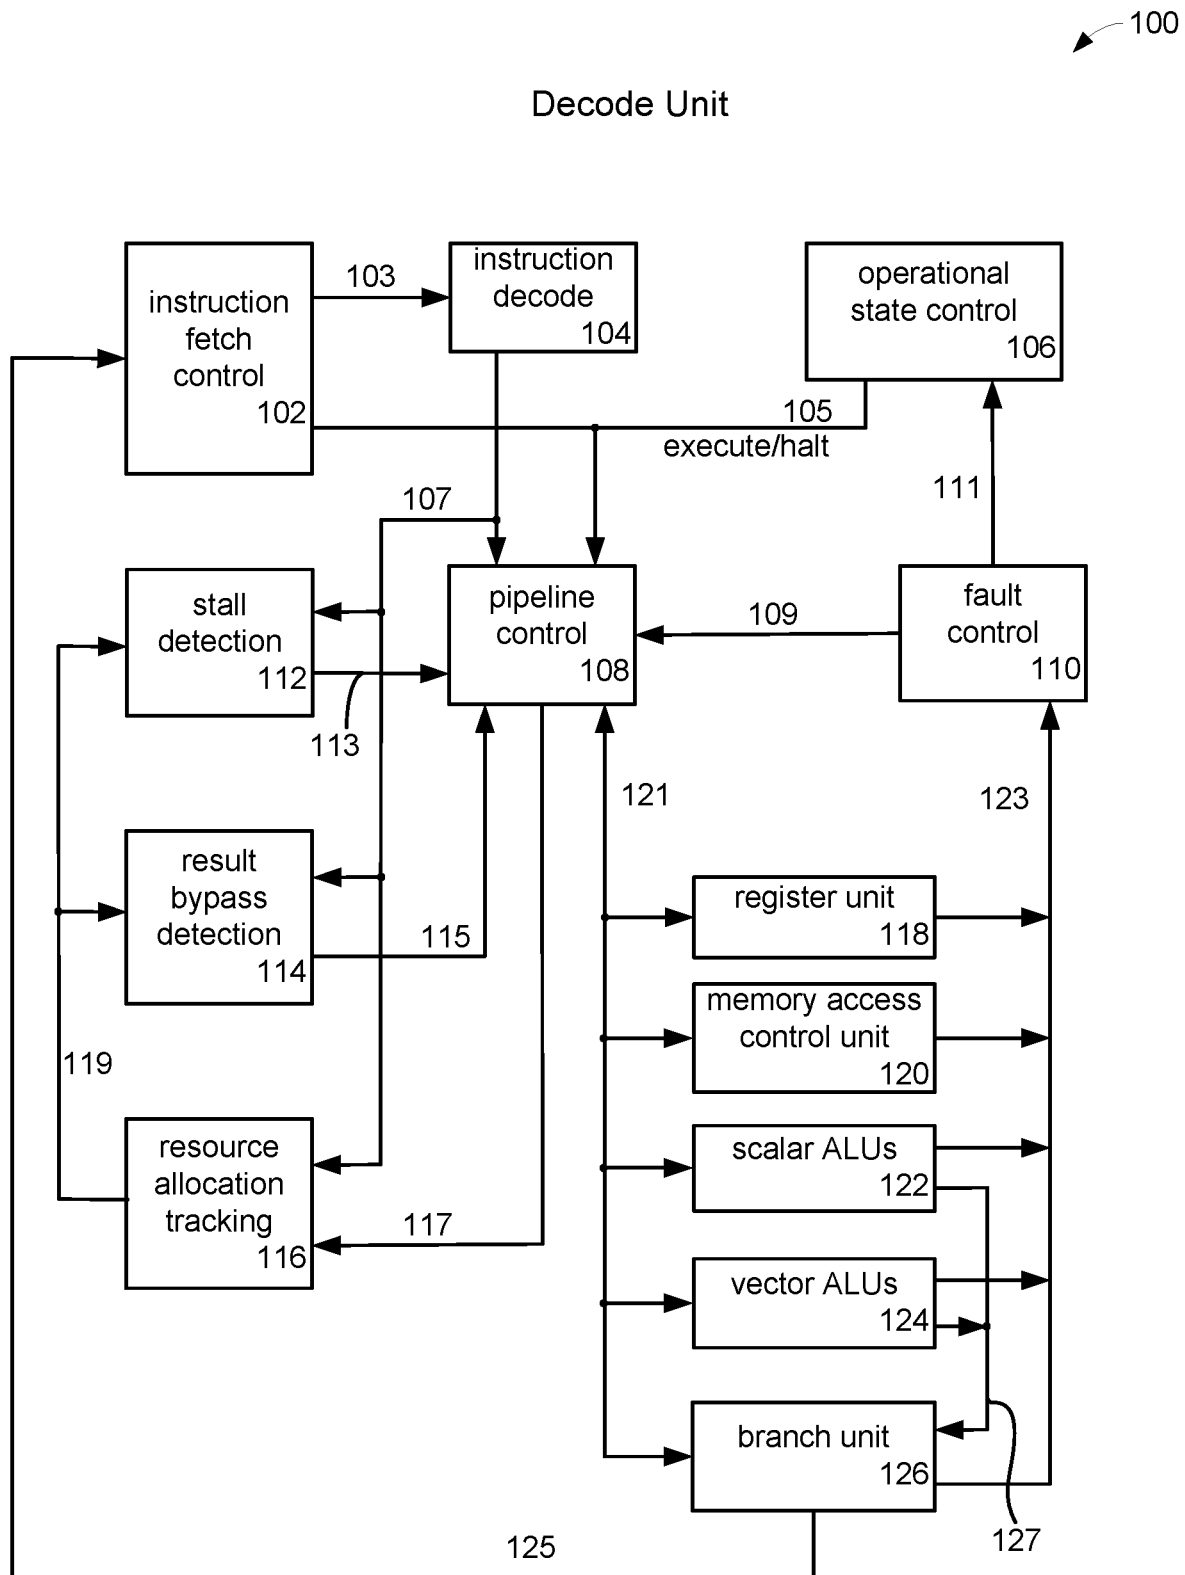 100
Decode Unit
instruction
fetch
control
102
103
instruction
decode
104
operational
state control
106
105
execute/halt
107
111
stall
detection
112
113
pipeline
control
108
109
fault
control
110
121
123
result
bypass
detection
114
115
register unit
118
memory access
control unit
120
119
resource
allocation
tracking
116
117
scalar ALUs
122
vector ALUs
124
branch unit
126
127
125